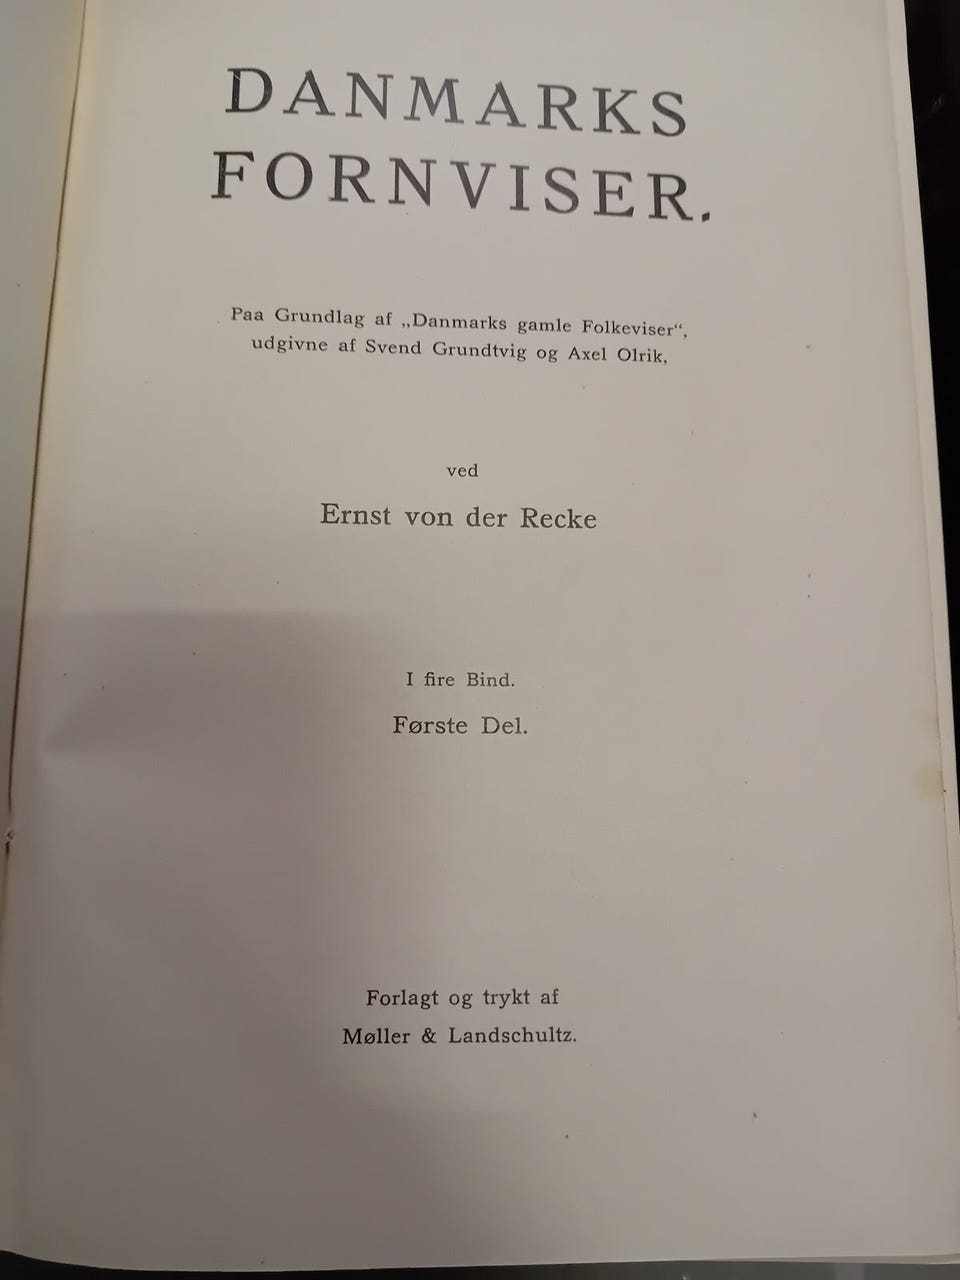 DANMARKS
FORNVISER.
Paa Grundlag af „Danmarks gamle Folkeviser“,
udgivne af Svend Grundtvig og Axel Olrik,
ved
Ernst von der Recke
I fire Bind.
Første Del.
Forlagt og trykt af
Møller & Landschultz.